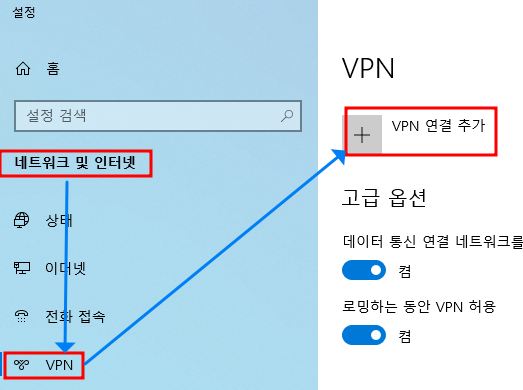 설정
홈
설정 검색
네트워크 및 인터넷
상태
이더넷
전화 접속
VPN
VPN
VPN 연결 추가
고급 옵션
데이터 통신 연결 네트워크를
켬
로밍하는 동안 VPN 허용
켬